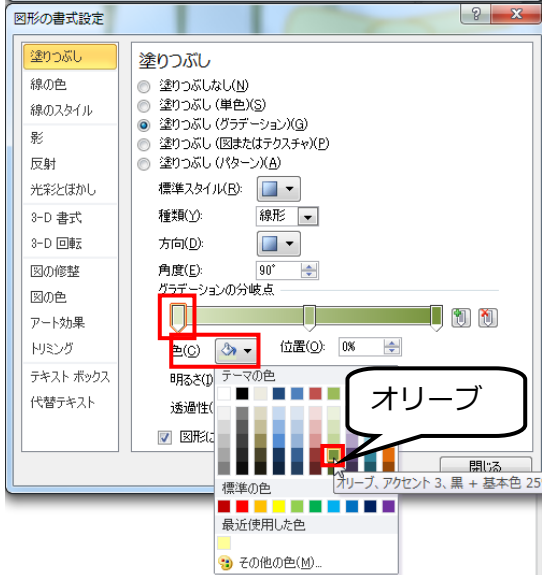 図形の書式設定
塗りつぶし
線の色
線のスタイル
影
反射
光彩とぼかし
3-D 書式
3-D 回転
図の修整
図の色
アート効果
トリミング
テキスト ボックス
代替テキスト
塗りつぶし
塗りつぶしなし(N)
塗りつぶし (単色)(S)
塗りつぶし (グラデーション)(G)
塗りつぶし (図またはテクスチャ)(P)
塗りつぶし (パターン)(A)
標準スタイル(R):
種類(Y): 線形
方向(D):
角度(E): 90°
グラデーションの分岐点
色(C) 位置(O): 0%
明るさ(I
透過性(
図形に
テーマの色
オリーブ
閉じる
オリーブ、アクセント 3、黒 + 基本色 25
標準の色
最近使用した色
その他の色(M)...